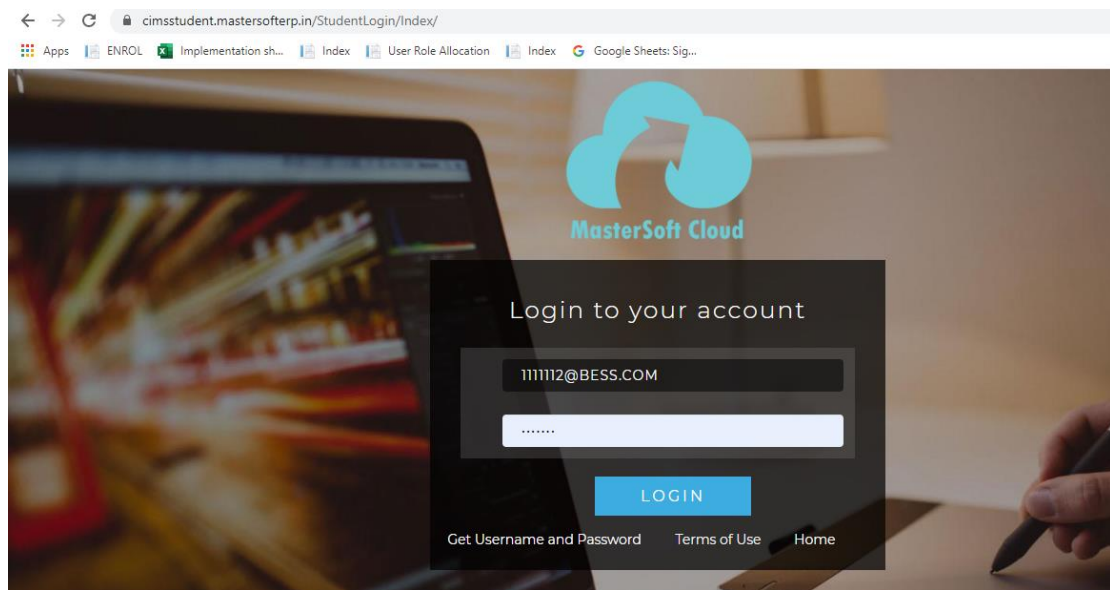 cimsstudent.mastersofterp.in/StudentLogin/Index/
Apps ENROL Implementation sh... Index User Role Allocation Index Google Sheets: Sig...
MasterSoft Cloud
Login to your account
1111112@BESS.COM
.......
LOGIN
Get Username and Password Terms of Use Home